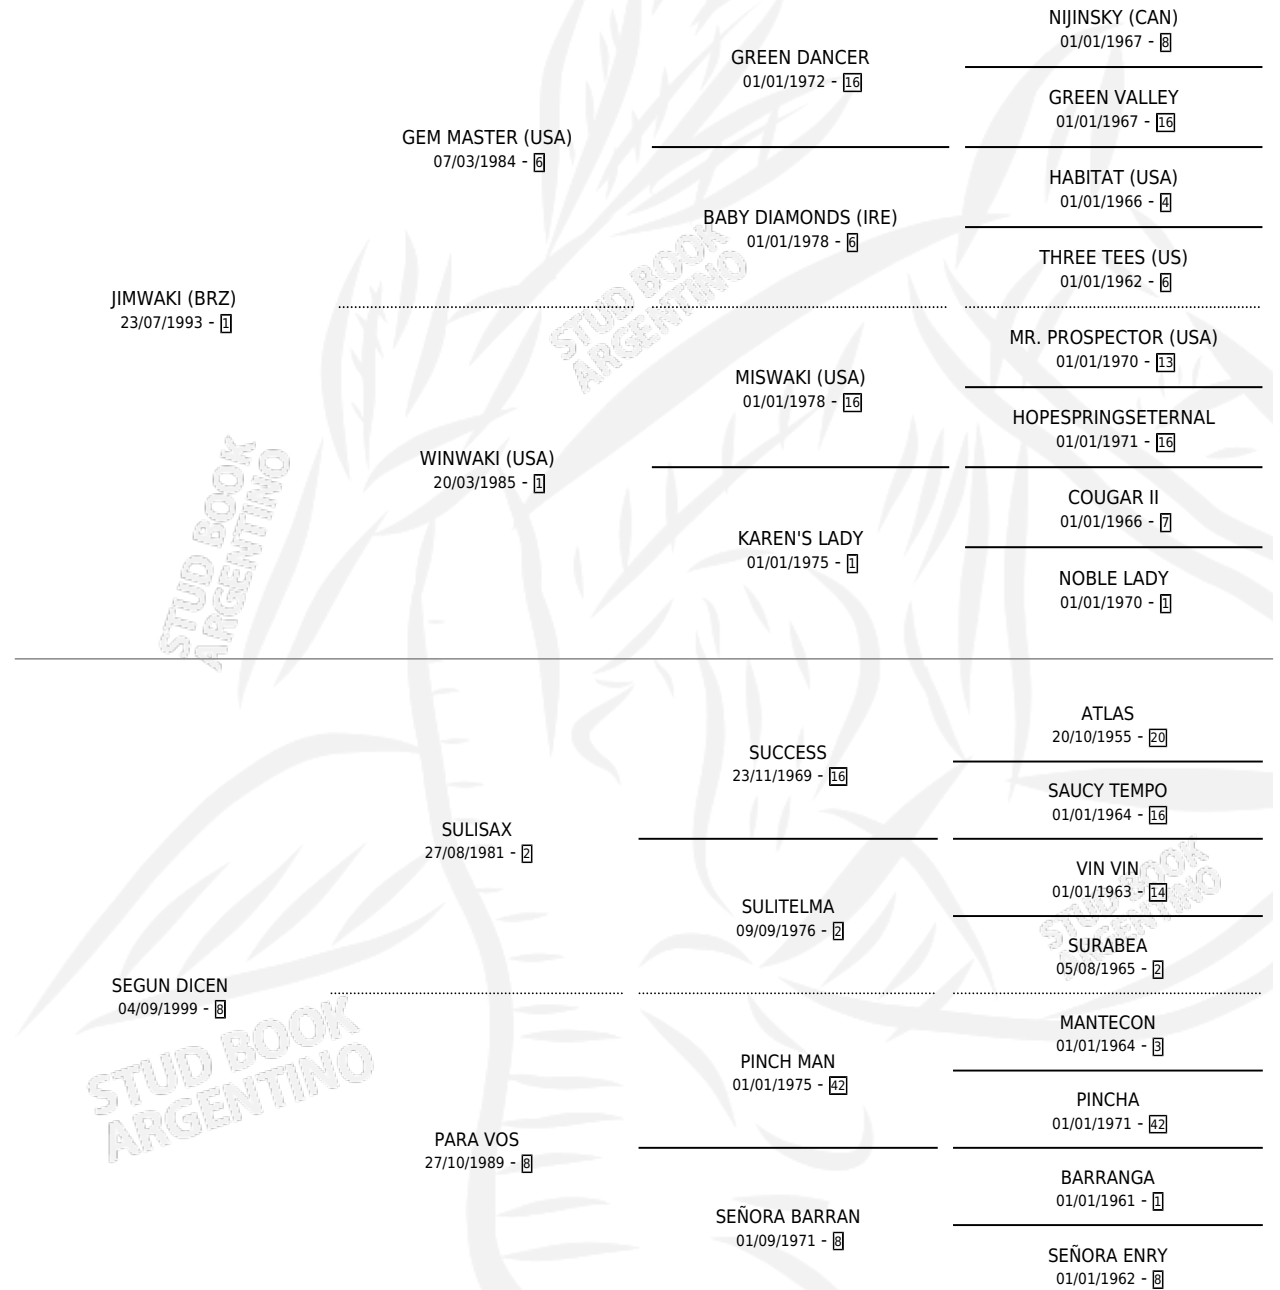 NIJINSKY (CAN)
01/01/1967 - 8
GREEN DANCER
01/01/1972 - 16
GREEN VALLEY
01/01/1967 - 16
GEM MASTER (USA)
07/03/1984 - 6
HABITAT (USA)
01/01/1966 - 4
BABY DIAMONDS (IRE)
01/01/1978 - 6
THREE TEES (US)
01/01/1962 - 6
JIMWAKI (BRZ)
23/07/1993 - 1
MR. PROSPECTOR (USA)
01/01/1970 - 13
MISWAKI (USA)
01/01/1978 - 16
HOPESPRINGSETERNAL
01/01/1971 - 16
WINWAKI (USA)
20/03/1985 - 1
COUGAR II
01/01/1966 - 7
KAREN'S LADY
01/01/1975 - 1
NOBLE LADY
01/01/1970 - 1
STUD BOOK
ARGENTINO
STUD BOOK
ARGENTINO
ATLAS
20/10/1955 - 20
SUCCESS
23/11/1969 - 16
SAUCY TEMPO
01/01/1964 - 16
SULISAX
27/08/1981 - 2
VIN VIN
01/01/1963 - 14
SULITELMA
09/09/1976 - 2
SURABEA
05/08/1965 - 2
SEGUN DICEN
04/09/1999 - 8
MANTECON
01/01/1964 - 3
PINCH MAN
01/01/1975 - 42
PINCHA
01/01/1971 - 42
PARA VOS
27/10/1989 - 8
BARRANGA
01/01/1961 - 1
SEÑORA BARRAN
01/09/1971 - 8
SEÑORA ENRY
01/01/1962 - 8
STUD BOOK
ARGENTINO
STUD BOOK
ARGENTINO